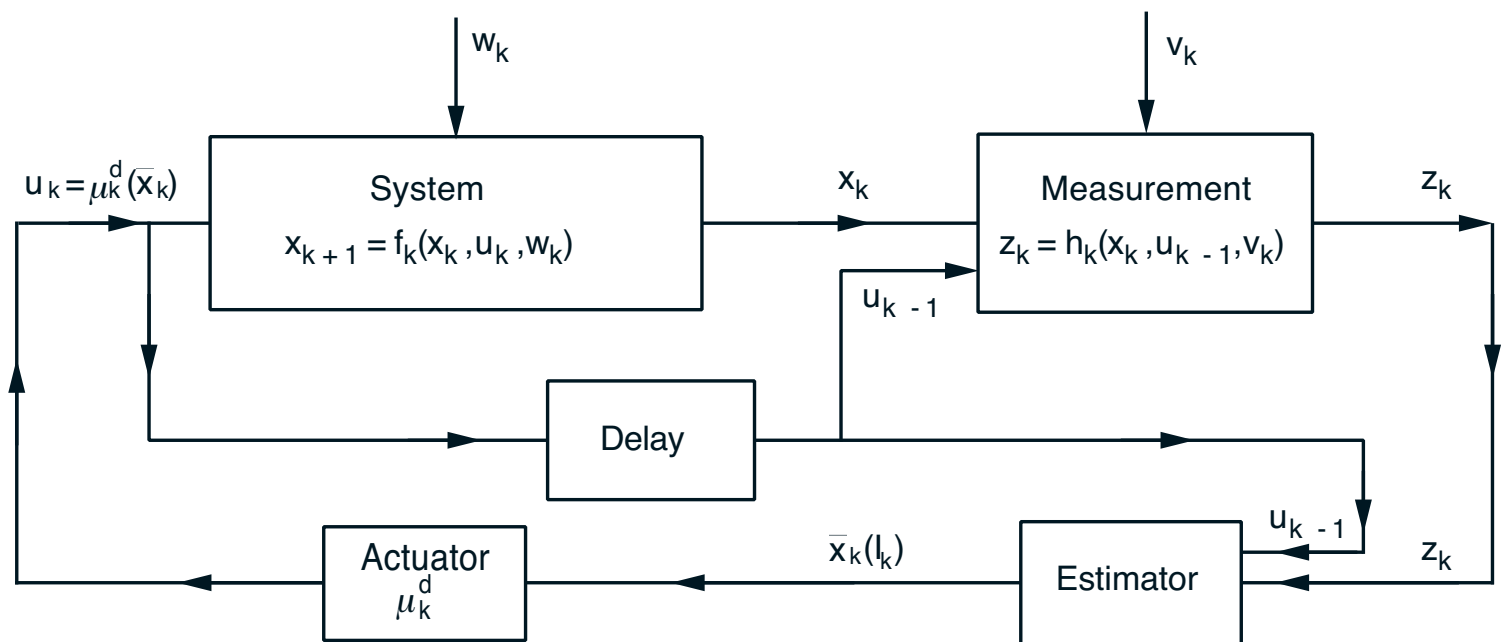 w_k
v_k
u_k = μ_k^d(x̄_k)
System
x_{k+1} = f_k(x_k, u_k, w_k)
x_k
Measurement
z_k = h_k(x_k, u_{k-1}, v_k)
z_k
u_{k-1}
Delay
u_{k-1}
Actuator
μ_k^d
x̄_k(I_k)
Estimator
z_k